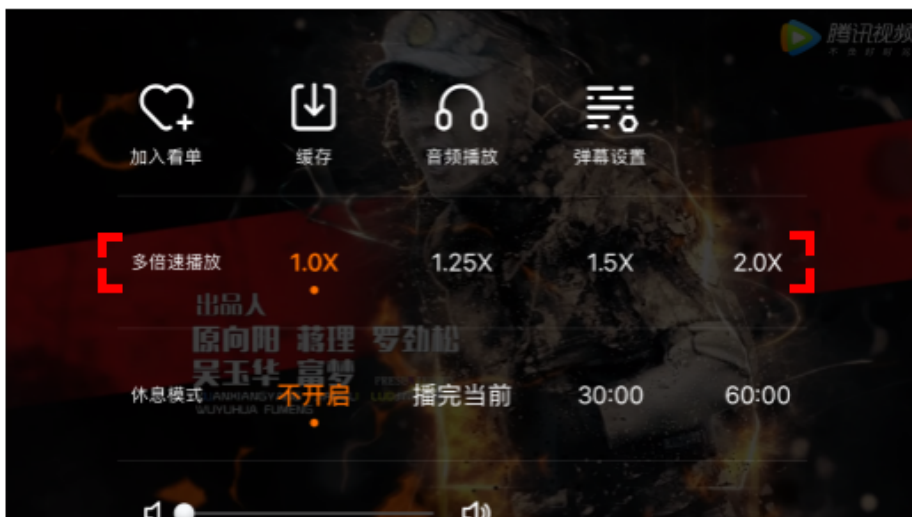 腾讯视频
加入看单 缓存 音频播放 弹幕设置
多倍速播放 1.0X 1.25X 1.5X 2.0X
出品人
原向阳 蒋理 罗劲松
吴玉华 富梦
休息模式 不开启 播完当前 30:00 60:00
WUYUHUA FUMENG